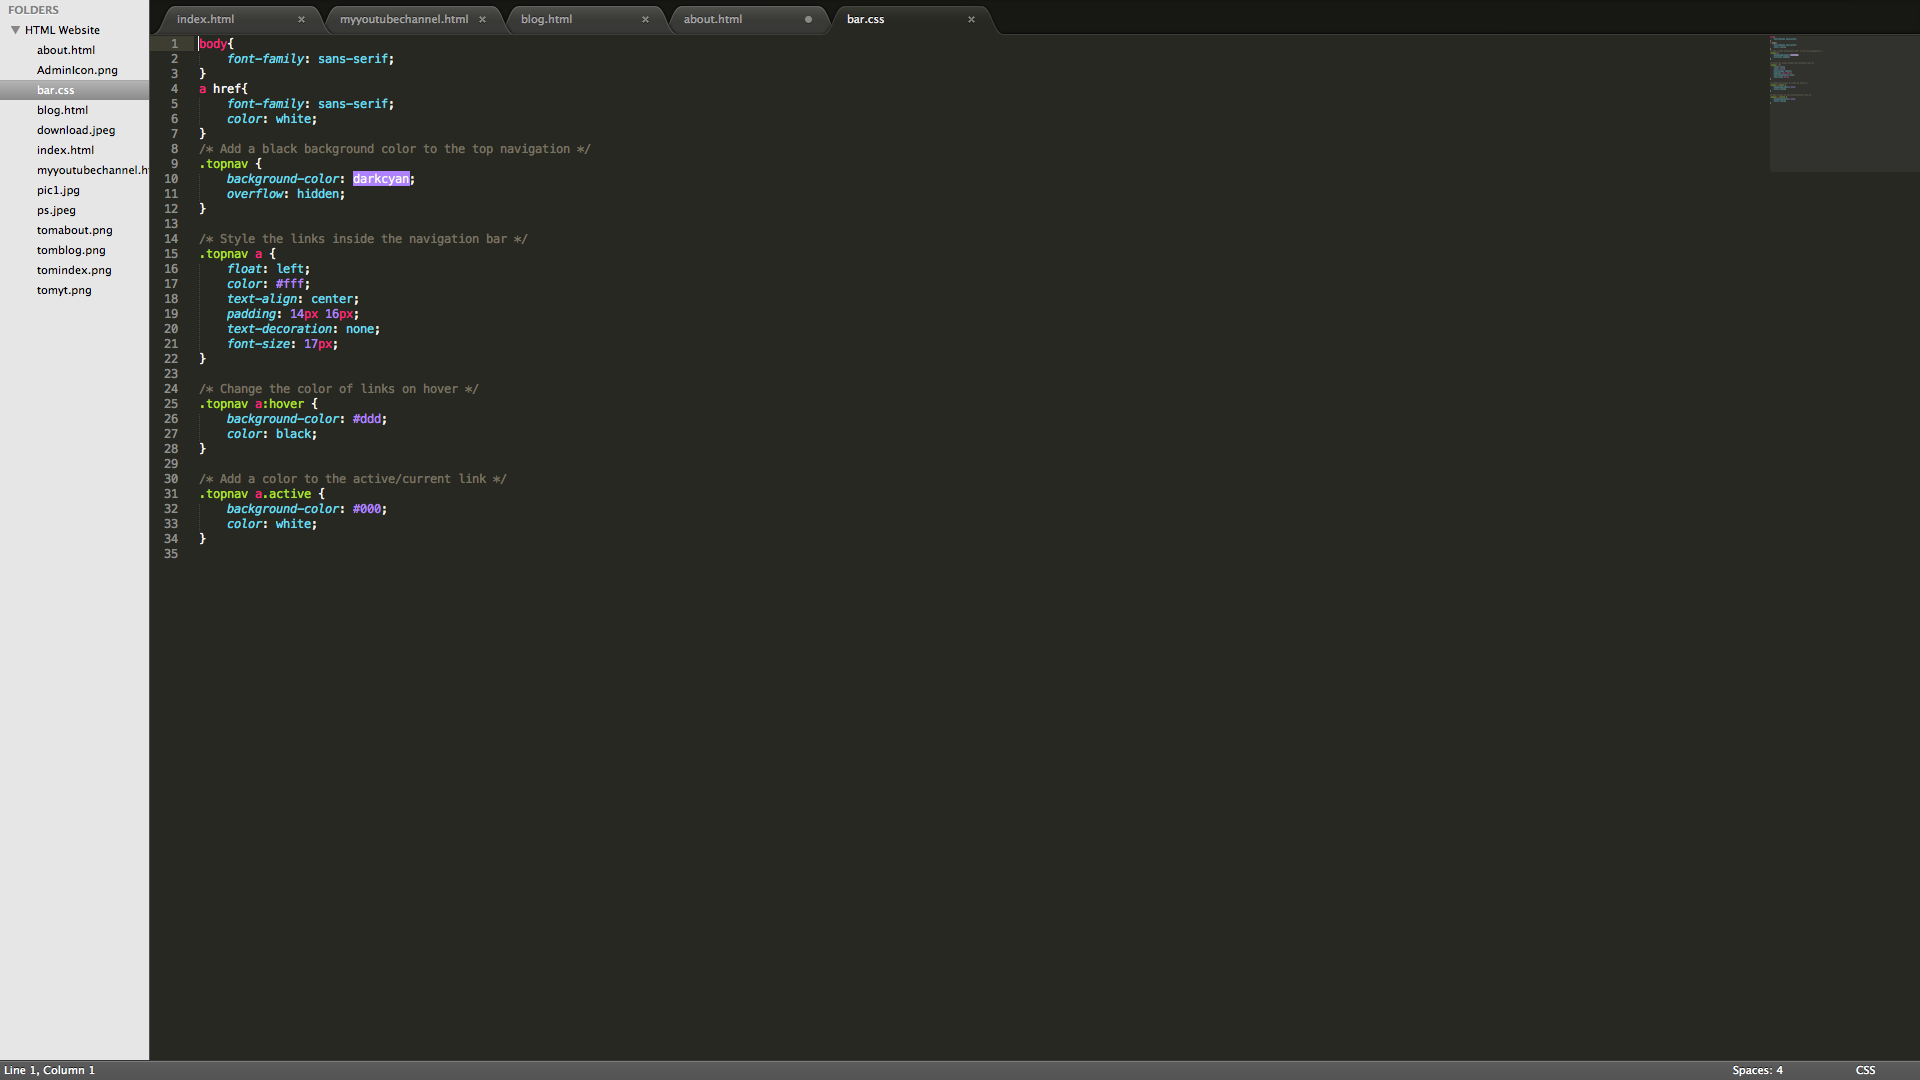 FOLDERS
HTML Website
about.html
AdminIcon.png
bar.css
blog.html
download.jpeg
index.html
myyoutubechannel.ht
pic1.jpg
ps.jpeg
tomabout.png
tomblog.png
tomindex.png
tomyt.png
index.html × myyoutubechannel.html × blog.html × about.html bar.css ×
1 body{
2     font-family: sans-serif;
3 }
4 a href{
5     font-family: sans-serif;
6     color: white;
7 }
8 /* Add a black background color to the top navigation */
9 .topnav {
10     background-color: darkcyan;
11     overflow: hidden;
12 }
13
14 /* Style the links inside the navigation bar */
15 .topnav a {
16     float: left;
17     color: #fff;
18     text-align: center;
19     padding: 14px 16px;
20     text-decoration: none;
21     font-size: 17px;
22 }
23
24 /* Change the color of links on hover */
25 .topnav a:hover {
26     background-color: #ddd;
27     color: black;
28 }
29
30 /* Add a color to the active/current link */
31 .topnav a.active {
32     background-color: #000;
33     color: white;
34 }
35
Line 1, Column 1 Spaces: 4 CSS